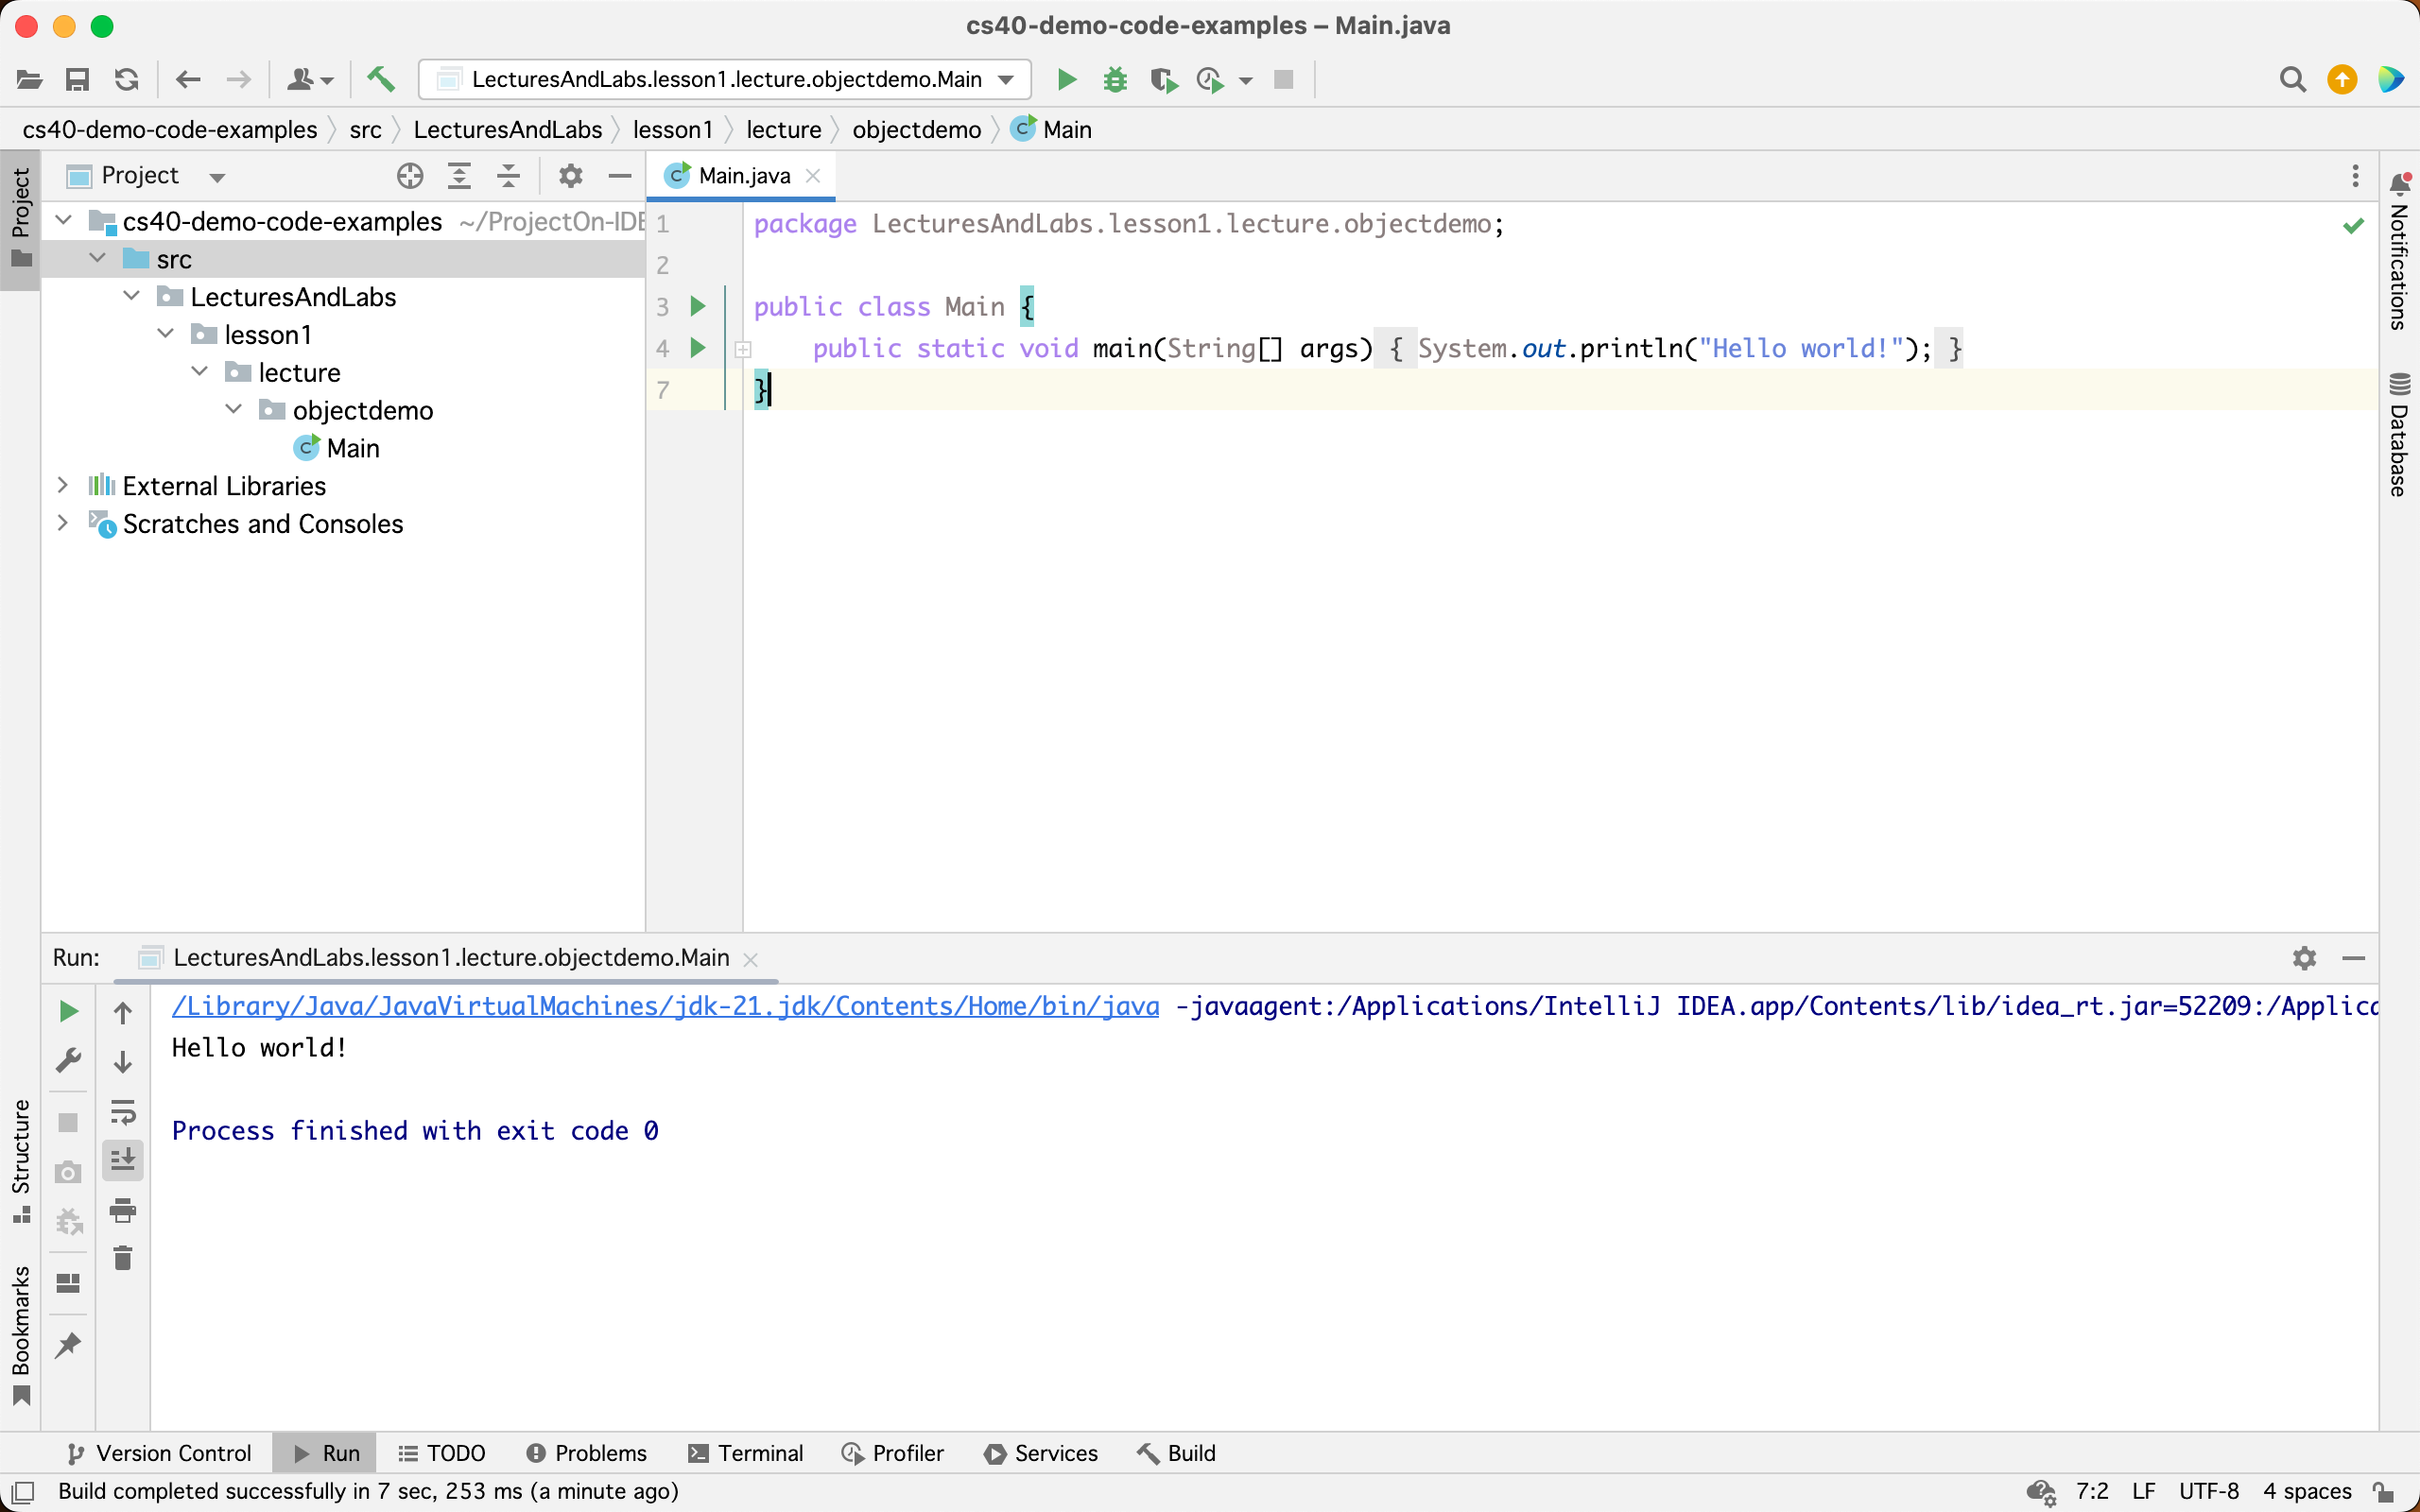 cs40-demo-code-examples – Main.java
LecturesAndLabs.lesson1.lecture.objectdemo.Main
cs40-demo-code-examples src LecturesAndLabs lesson1 lecture objectdemo Main
Project
Project
Main.java
cs40-demo-code-examples ~/ProjectOn-IDE
src
LecturesAndLabs
lesson1
lecture
objectdemo
Main
External Libraries
Scratches and Consoles
1 package LecturesAndLabs.lesson1.lecture.objectdemo;
2
3 public class Main {
4 public static void main(String[] args) { System.out.println("Hello world!"); }
7 }
Notifications
Database
Run: LecturesAndLabs.lesson1.lecture.objectdemo.Main
/Library/Java/JavaVirtualMachines/jdk-21.jdk/Contents/Home/bin/java -javaagent:/Applications/IntelliJ IDEA.app/Contents/lib/idea_rt.jar=52209:/Applica
Hello world!
Process finished with exit code 0
Structure
Bookmarks
Version Control Run TODO Problems Terminal Profiler Services Build
Build completed successfully in 7 sec, 253 ms (a minute ago)
7:2 LF UTF-8 4 spaces